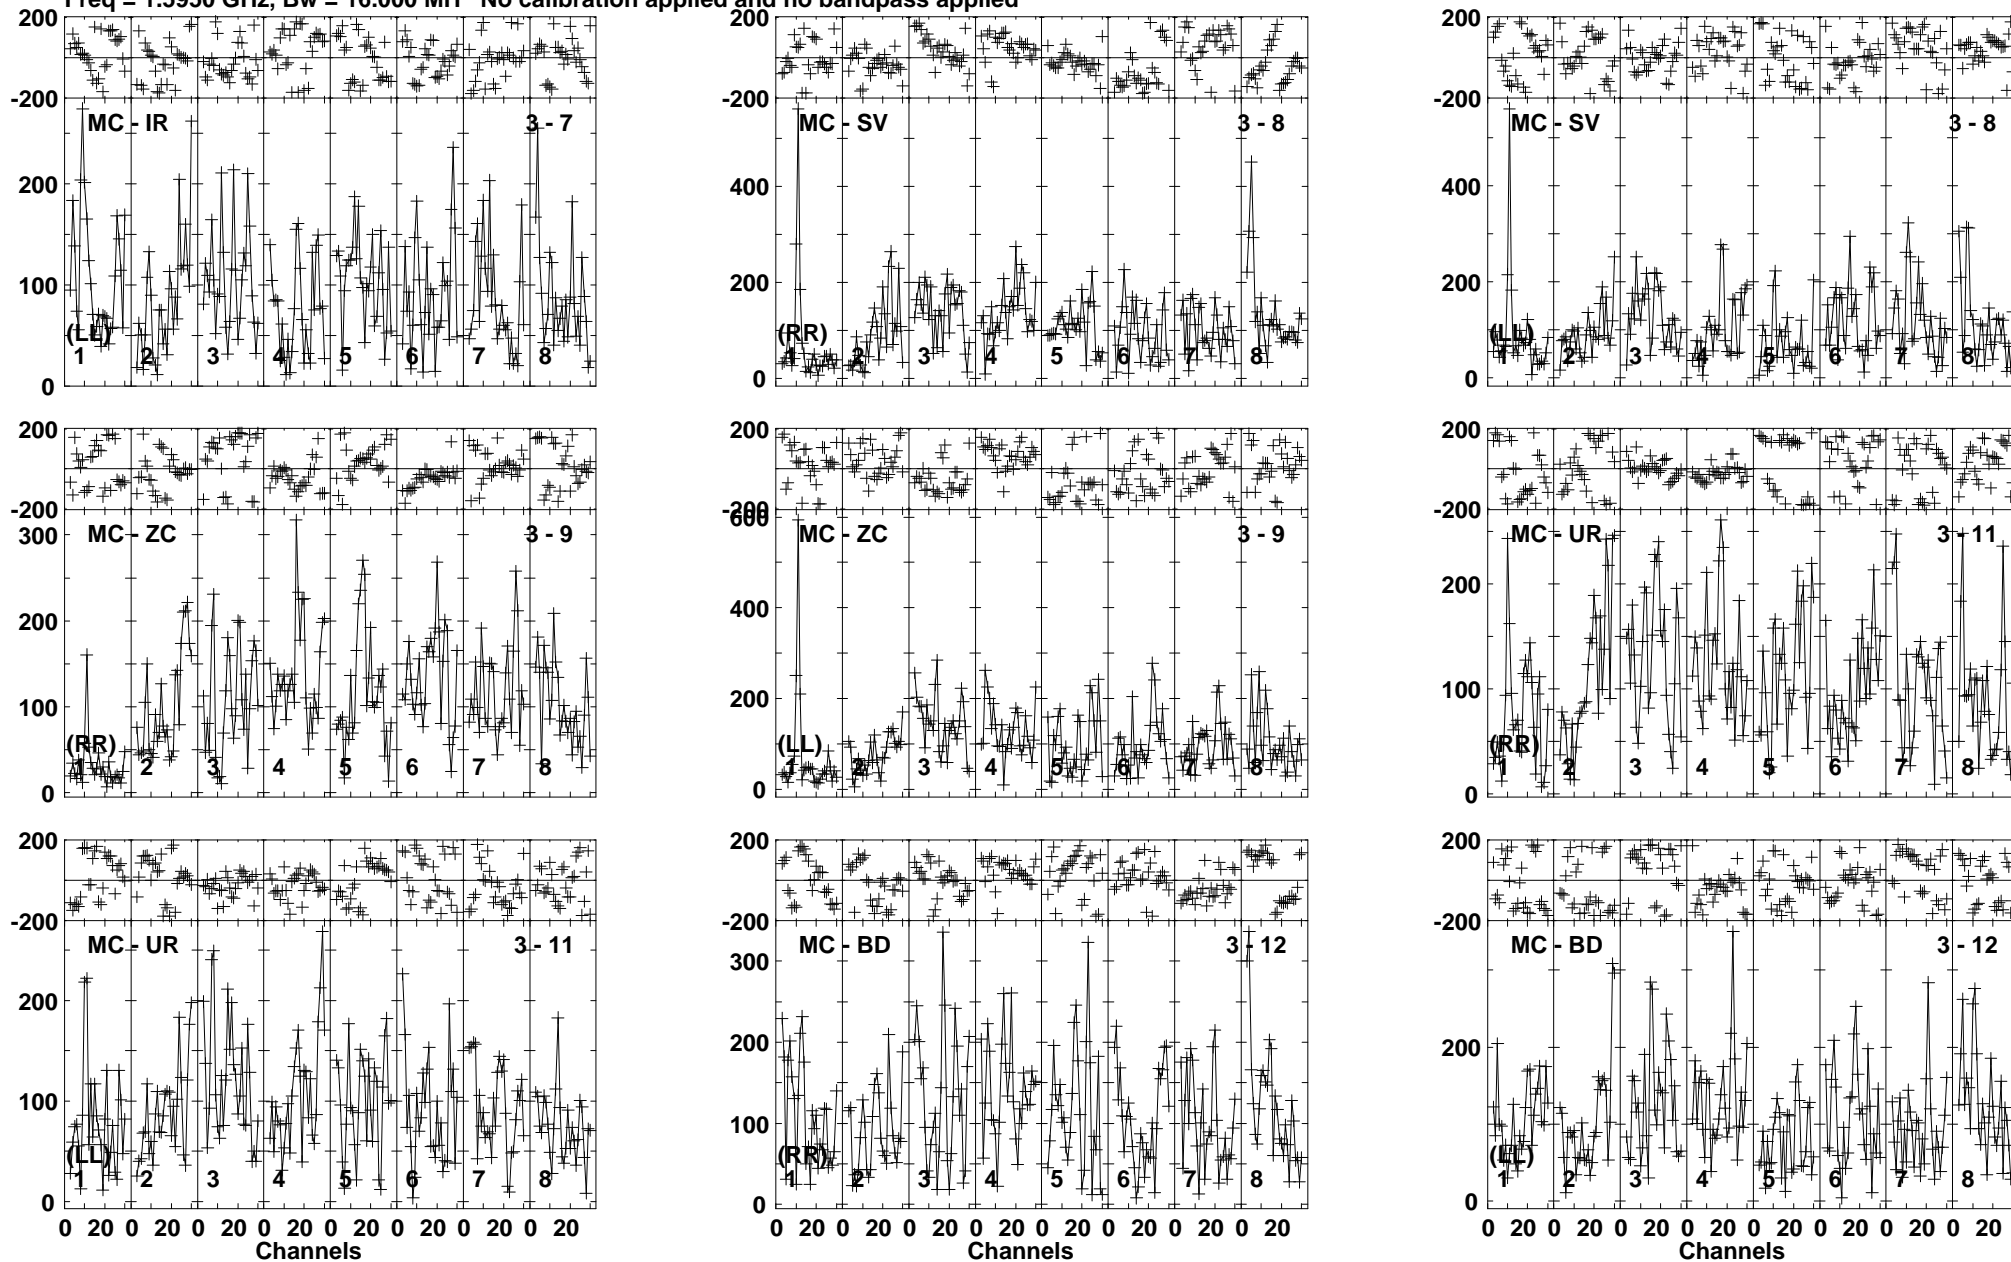 Freq = 1.5950 GHz, Bw = 16.000 MH No calibration applied and no bandpass applied
200 200 200
-200 -200 -200
MC - IR 3 - 7 MC - SV 3 - 8 MC - SV 3 - 8
200 400 400
100 200 200
(LL) (RR) (LL)
1 2 3 4 5 6 7 8 1 2 3 4 5 6 7 8 1 2 3 4 5 6 7 8
0 0 0
200 200 200
-200 -200 -200
MC - ZC 3 - 9 MC - ZC 3 - 9 MC - UR 3 - 11
300 600
200 400 200
100 200 100
(RR) (LL) (RR)
1 2 3 4 5 6 7 8 1 2 3 4 5 6 7 8 1 2 3 4 5 6 7 8
0 0 0
200 200 200
-200 -200 -200
MC - UR 3 - 11 MC - BD 3 - 12 MC - BD 3 - 12
300
200 200 200
100 100
(LL) (RR) (LL)
1 2 3 4 5 6 7 8 1 2 3 4 5 6 7 8 1 2 3 4 5 6 7 8
0 0 0
0 20 0 20 0 20 0 20 0 20 0 20 0 20 0 20 0 20 0 20 0 20 0 20 0 20 0 20 0 20 0 20 0 20 0 20 0 20 0 20 0 20 0 20 0 20 0 20
Channels Channels Channels